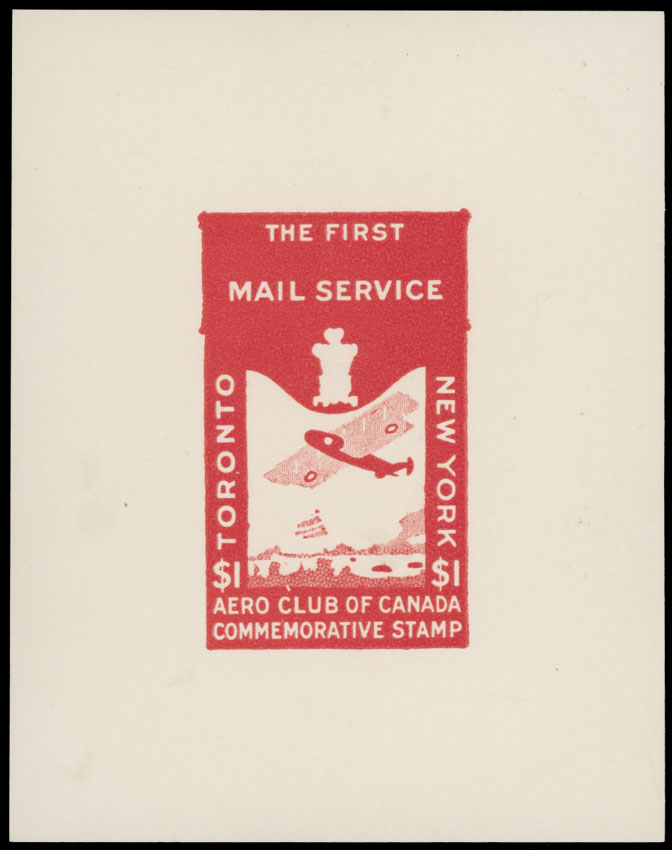 THE FIRST
MAIL SERVICE
TORONTO
NEW YORK
$1
$1
AERO CLUB OF CANADA
COMMEMORATIVE STAMP